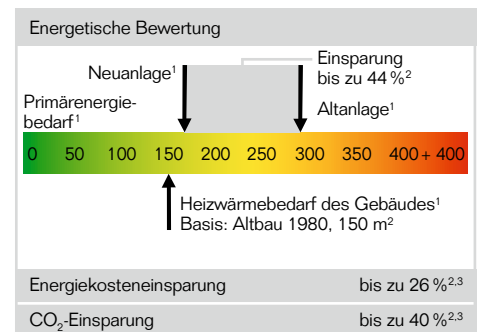 Energetische Bewertung
Neuanlage¹
Einsparung
bis zu 44 %²
Altanlage¹
Primärenergie-
bedarf¹
0 50 100 150 200 250 300 350 400 + 400
Heizwärmebedarf des Gebäudes¹
Basis: Altbau 1980, 150 m²
Energiekosteneinsparung bis zu 26 %²,³
CO₂-Einsparung bis zu 40 %²,³